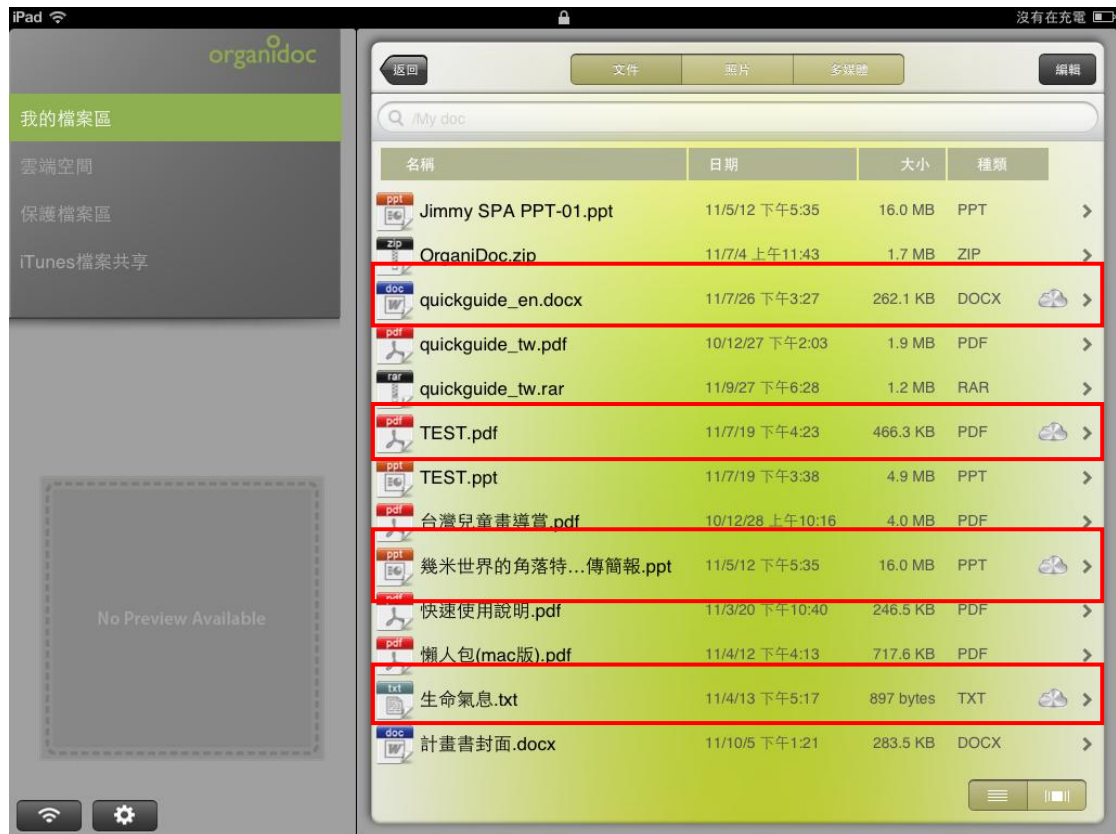 iPad 沒有在充電
organidoc
我的檔案區
雲端空間
保護檔案區
iTunes檔案共享
No Preview Available
返回 文件 照片 多媒體 編輯
/My doc
名稱 日期 大小 種類
ppt Jimmy SPA PPT-01.ppt 11/5/12 下午5:35 16.0 MB PPT
zip OrganiDoc.zip 11/7/4 上午11:43 1.7 MB ZIP
doc quickguide_en.docx 11/7/26 下午3:27 262.1 KB DOCX
pdf quickguide_tw.pdf 10/12/27 下午2:03 1.9 MB PDF
rar quickguide_tw.rar 11/9/27 下午6:28 1.2 MB RAR
pdf TEST.pdf 11/7/19 下午4:23 466.3 KB PDF
ppt TEST.ppt 11/7/19 下午3:38 4.9 MB PPT
pdf 台灣兒童畫導賞.pdf 10/12/28 上午10:16 4.0 MB PDF
ppt 幾米世界的角落特...傳簡報.ppt 11/5/12 下午5:35 16.0 MB PPT
pdf 快速使用說明.pdf 11/3/20 下午10:40 246.5 KB PDF
pdf 懶人包(mac版).pdf 11/4/12 下午4:13 717.6 KB PDF
txt 生命氣息.txt 11/4/13 下午5:17 897 bytes TXT
doc 計畫書封面.docx 11/10/5 下午1:21 283.5 KB DOCX